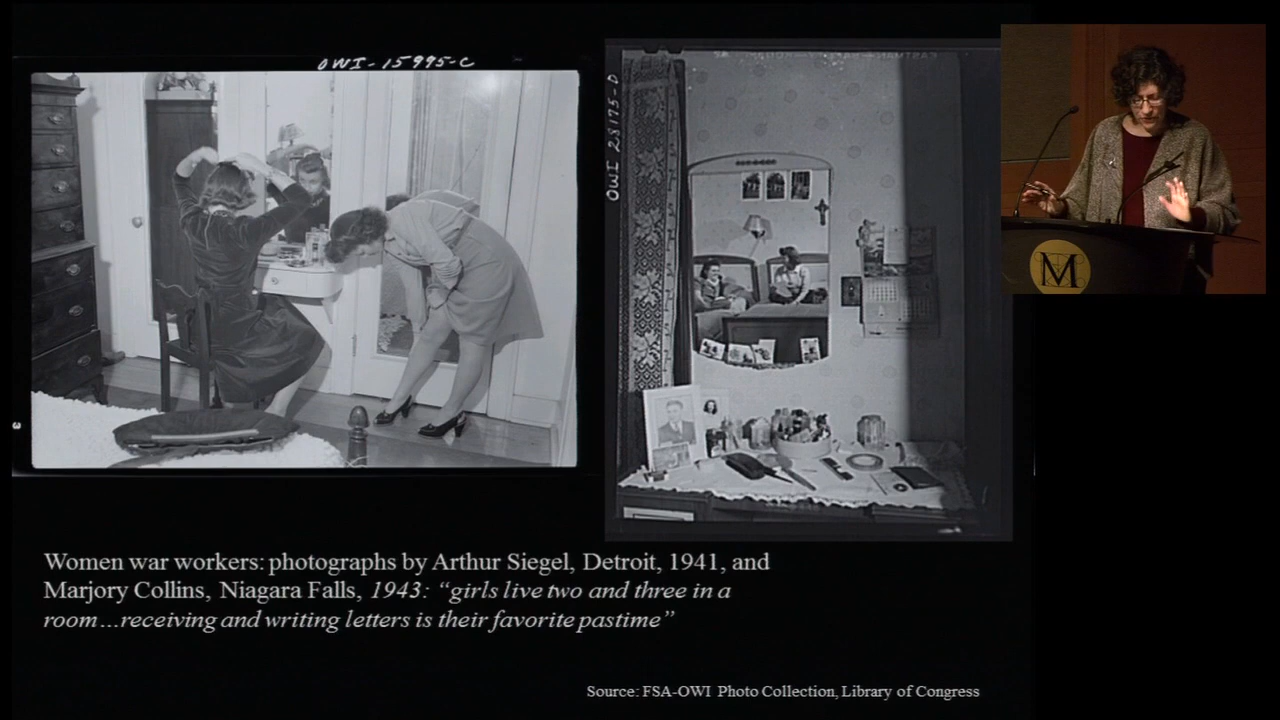 OWI-15995-C
OWI 28175-D
M
Women war workers: photographs by Arthur Siegel, Detroit, 1941, and
Marjory Collins, Niagara Falls, 1943: “girls live two and three in a
room…receiving and writing letters is their favorite pastime”
Source: FSA-OWI Photo Collection, Library of Congress